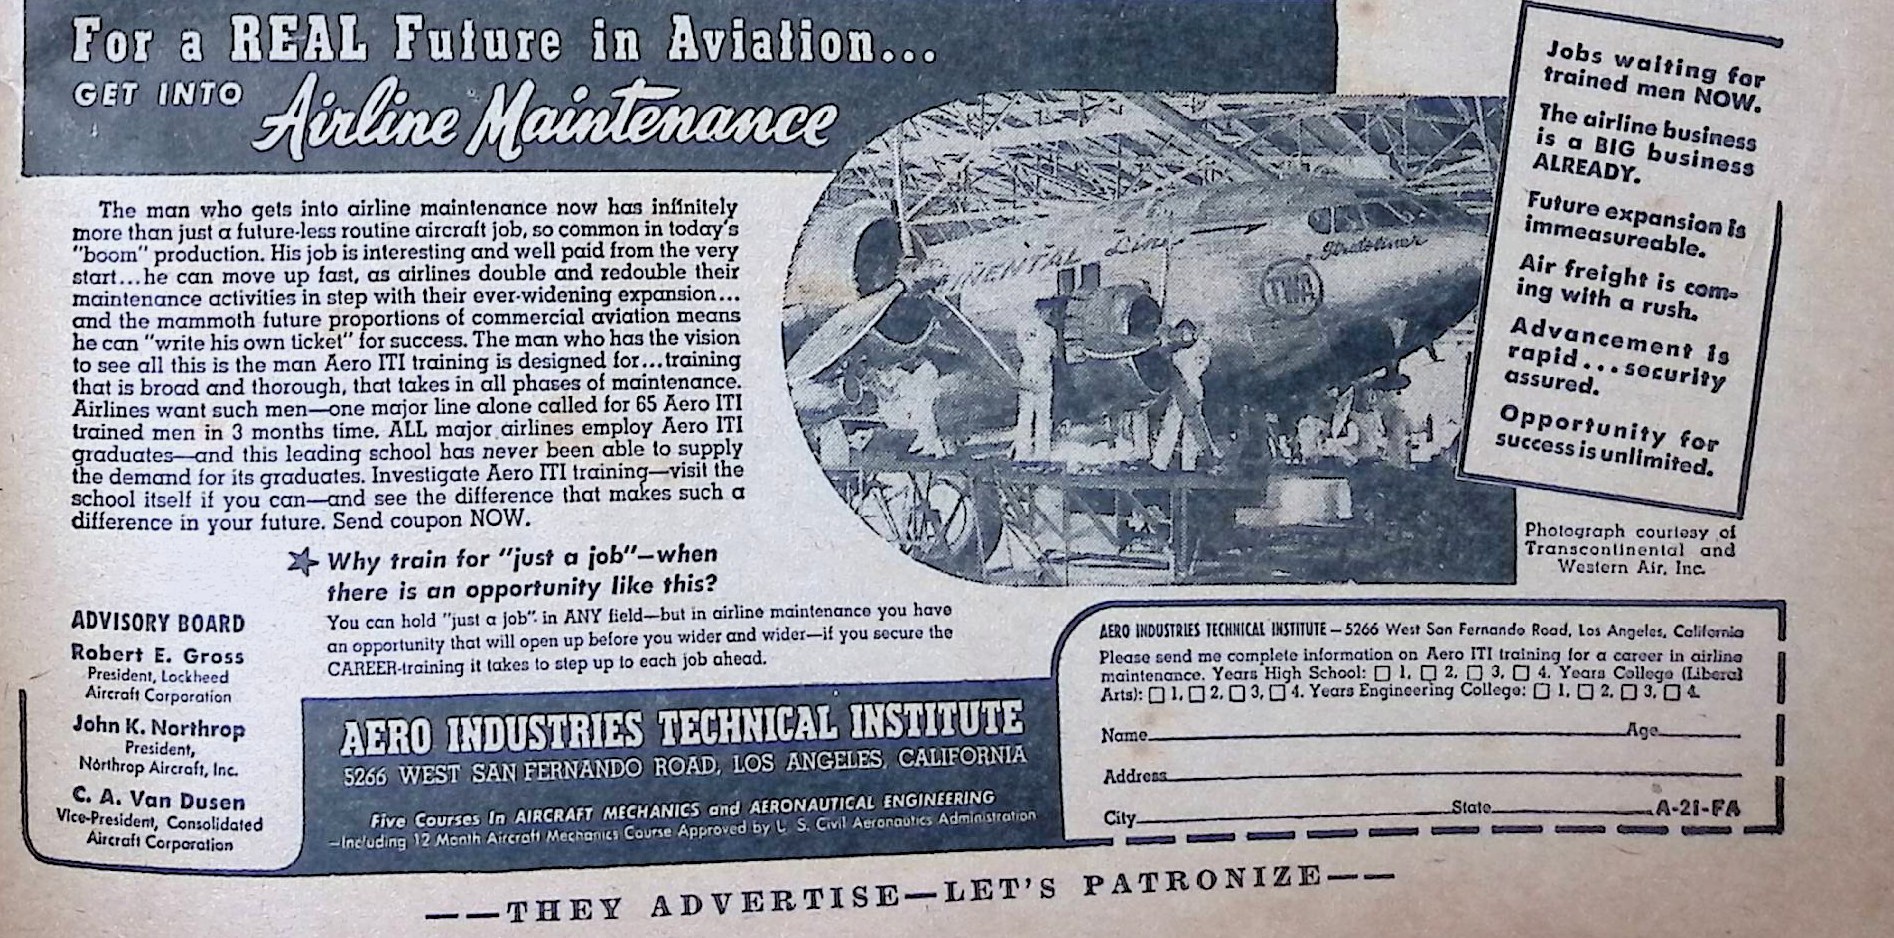 For a REAL Future in Aviation...
GET INTO Airline Maintenance
The man who gets into airline maintenance now has infinitely
more than just a future-less routine aircraft job, so common in today's
"boom" production. His job is interesting and well paid from the very
start...he can move up fast, as airlines double and redouble their
maintenance activities in step with their ever-widening expansion...
and the mammoth future proportions of commercial aviation means
he can "write his own ticket" for success. The man who has the vision
to see all this is the man Aero ITI training is designed for...training
that is broad and thorough, that takes in all phases of maintenance.
Airlines want such men—one major line alone called for 65 Aero ITI
trained men in 3 months time. ALL major airlines employ Aero ITI
graduates—and this leading school has never been able to supply
the demand for its graduates. Investigate Aero ITI training—visit the
school itself if you can—and see the difference that makes such a
difference in your future. Send coupon NOW.
Why train for "just a job"—when
there is an opportunity like this?
You can hold "just a job" in ANY field—but in airline maintenance you have
an opportunity that will open up before you wider and wider—if you secure the
CAREER-training it takes to step up to each job ahead.
ADVISORY BOARD
Robert E. Gross
President, Lockheed
Aircraft Corporation
John K. Northrop
President,
Northrop Aircraft, Inc.
C. A. Van Dusen
Vice-President, Consolidated
Aircraft Corporation
AERO INDUSTRIES TECHNICAL INSTITUTE
5266 WEST SAN FERNANDO ROAD, LOS ANGELES, CALIFORNIA
Five Courses in AIRCRAFT MECHANICS and AERONAUTICAL ENGINEERING
—Including 12 Month Aircraft Mechanics Course Approved by U. S. Civil Aeronautics Administration
Line
Stratoliner
TWA
Jobs waiting for
trained men NOW.
The airline business
is a BIG business
ALREADY.
Future expansion is
immeasureable.
Air freight is com-
ing with a rush.
Advancement is
rapid...security
assured.
Opportunity for
success is unlimited.
Photograph courtesy of
Transcontinental and
Western Air, Inc.
AERO INDUSTRIES TECHNICAL INSTITUTE—5266 West San Fernando Road, Los Angeles, California
Please send me complete information on Aero ITI training for a career in airline
maintenance. Years High School: ☐ 1, ☐ 2, ☐ 3, ☐ 4. Years College (Liberal
Arts): ☐ 1, ☐ 2, ☐ 3, ☐ 4. Years Engineering College: ☐ 1, ☐ 2, ☐ 3, ☐ 4.
Name Age
Address
City State A-21-FA
——THEY ADVERTISE—LET'S PATRONIZE——